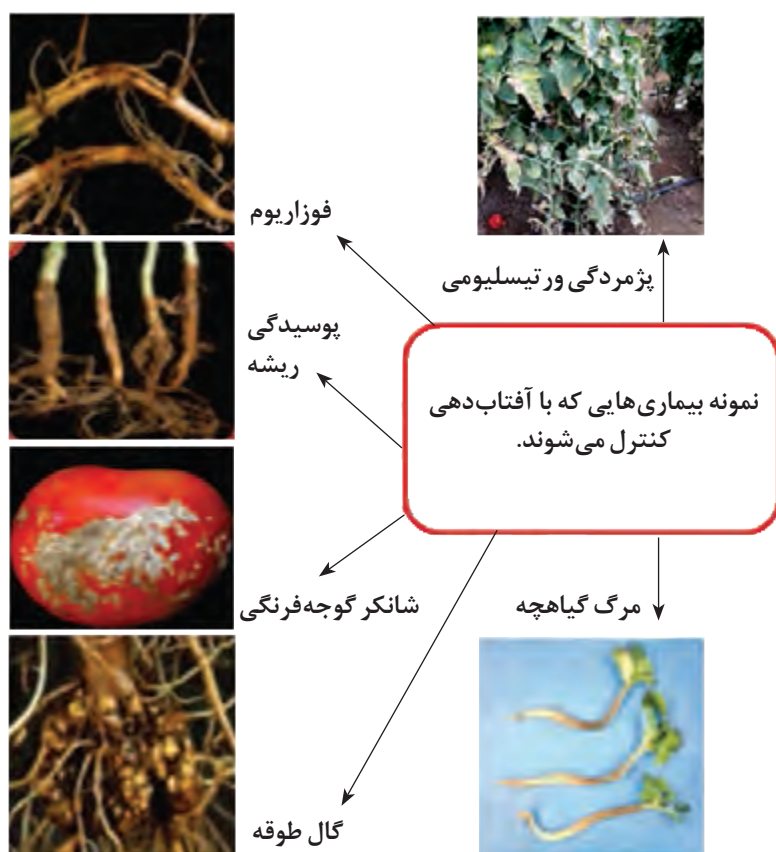 فوزاریوم
پژمردگی ورتیسلیومی
پوسیدگی
ریشه
نمونه بیماری‌هایی که با آفتاب‌دهی
کنترل می‌شوند.
شانکر گوجه‌فرنگی
مرگ گیاهچه
گال طوقه